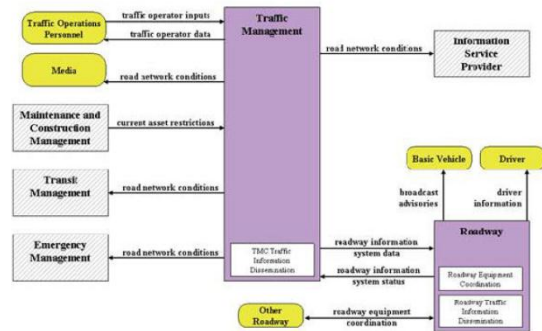 Traffic Operations
Personnel
traffic operator inputs
traffic operator data
Traffic
Management
road network conditions
Information
Service
Provider
Media
road network conditions
Maintenance and
Construction
Management
current asset restrictions
Transit
Management
road network conditions
Basic Vehicle
Driver
broadcast
advisories
driver
information
Emergency
Management
road network conditions
TMC Traffic
Information
Dissemination
roadway information
system data
roadway information
system status
Roadway
Roadway Equipment
Coordination
Roadway Traffic
Information
Dissemination
Other
Roadway
roadway equipment
coordination